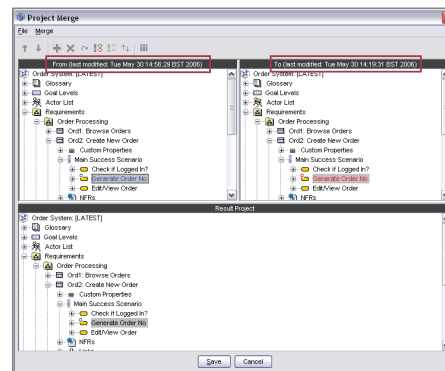 Project Merge
File Merge
From (last modified: Tue May 30 14:56:29 BST 2006)
Order System: [LATEST]
Glossary
Goal Levels
Actor List
Requirements
Order Processing
Ord1: Browse Orders
Ord2: Create New Order
Custom Properties
Main Success Scenario
Check if Logged In?
Generate Order No
Edit/View Order
NFRs
To (last modified: Tue May 30 14:19:31 BST 2006)
Order System: [LATEST]
Glossary
Goal Levels
Actor List
Requirements
Order Processing
Ord1: Browse Orders
Ord2: Create New Order
Custom Properties
Main Success Scenario
Check if Logged In?
Generate Order No
Edit/View Order
NFRs
Result Project
Order System: [LATEST]
Glossary
Goal Levels
Actor List
Requirements
Order Processing
Ord1: Browse Orders
Ord2: Create New Order
Custom Properties
Main Success Scenario
Check if Logged In?
Generate Order No
Edit/View Order
NFRs
Save Cancel